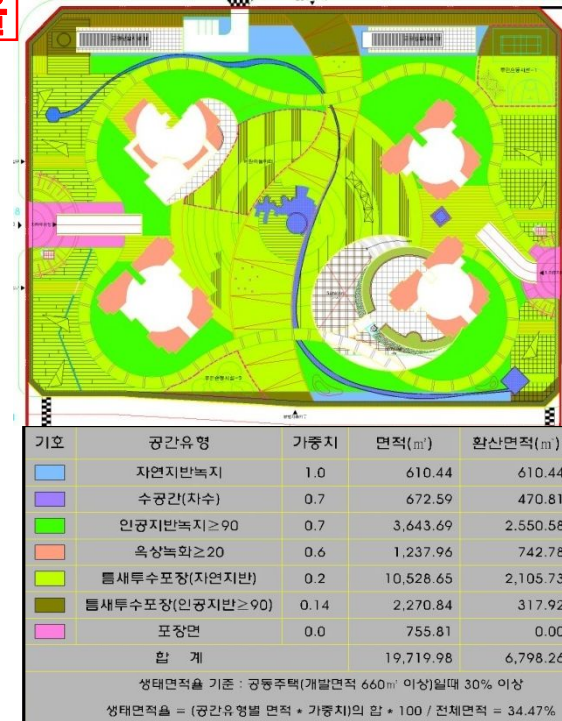 기호 공간유형 가중치 면적(㎡) 환산면적(㎡)
자연지반녹지 1.0 610.44 610.44
수공간(차수) 0.7 672.59 470.81
인공지반녹지≥90 0.7 3,643.69 2.550.58
옥상녹화≥20 0.6 1,237.96 742.78
틈새투수포장(자연지반) 0.2 10,528.65 2,105.73
틈새투수포장(인공지반≥90) 0.14 2,270.84 317.92
포장면 0.0 755.81 0.00
합 계 19,719.98 6,798.26
생태면적율 기준 : 공동주택(개발면적 660㎡ 이상)일때 30% 이상
생태면적율 = (공간유형별 면적 * 가중치)의 합 * 100 / 전체면적 = 34.47%